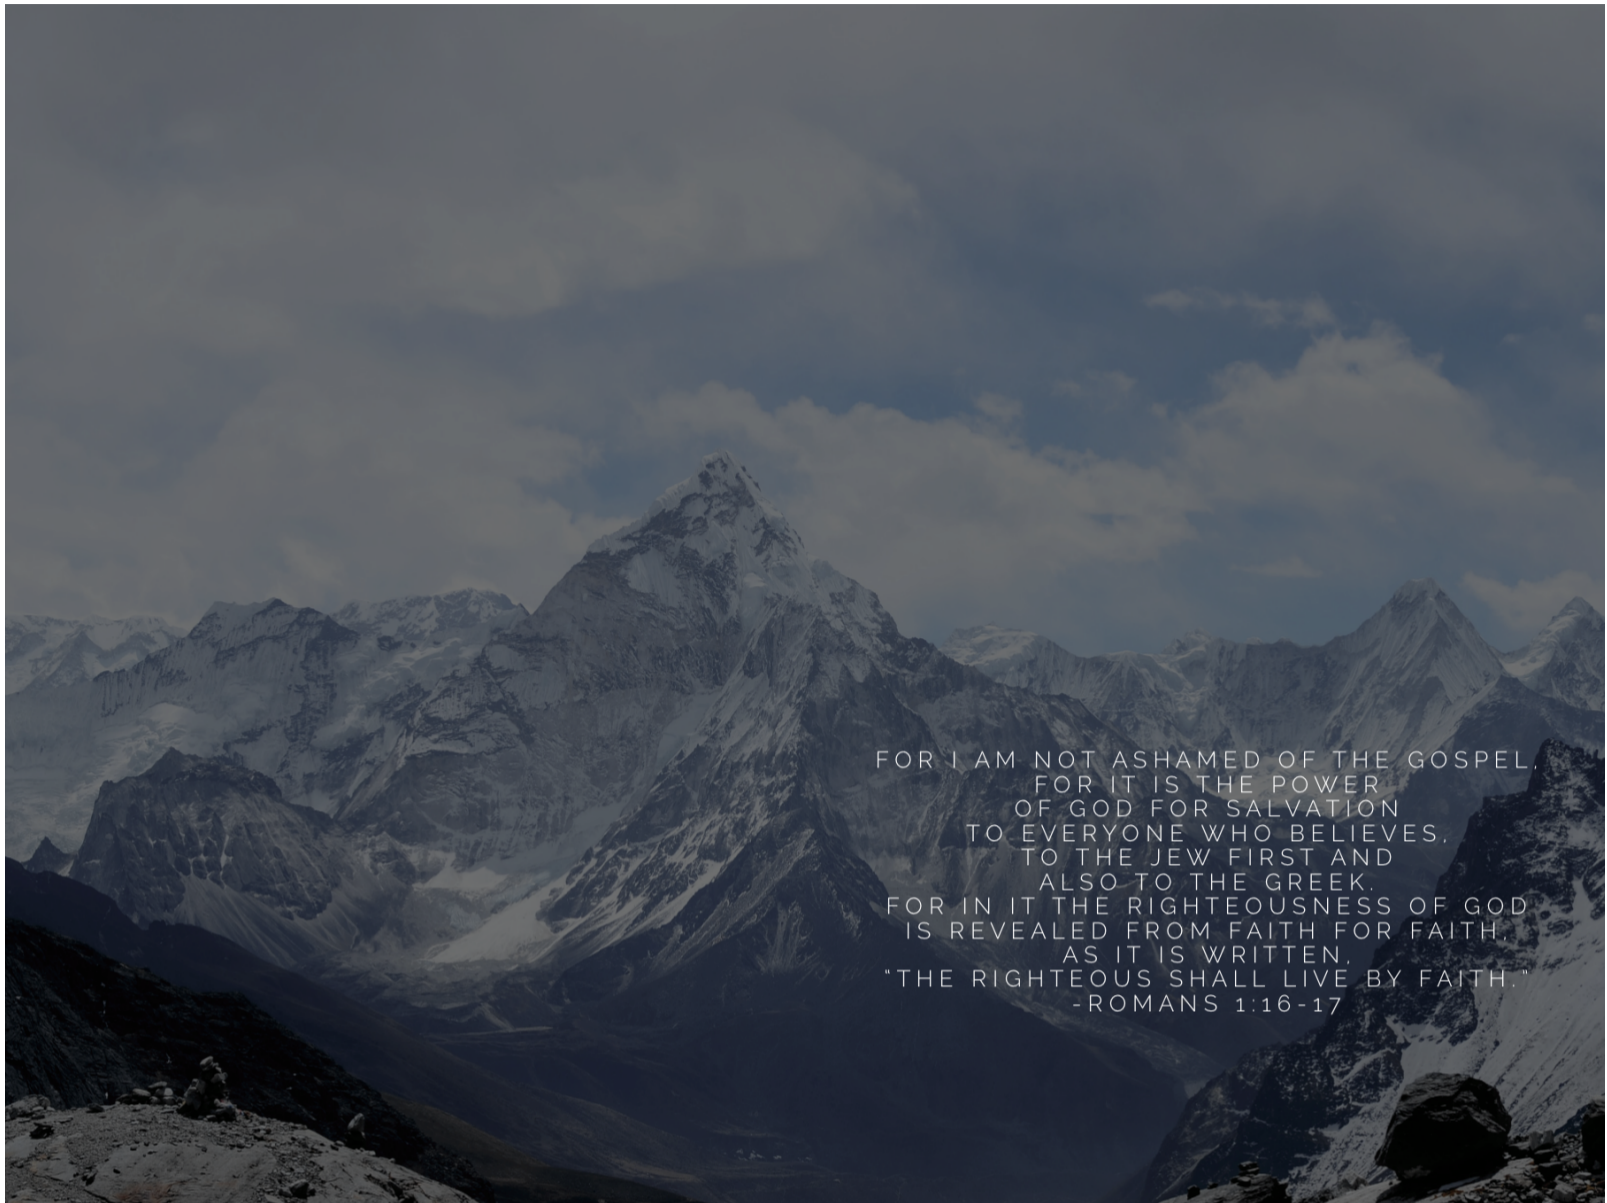 FOR I AM NOT ASHAMED OF THE GOSPEL,
FOR IT IS THE POWER
OF GOD FOR SALVATION
TO EVERYONE WHO BELIEVES,
TO THE JEW FIRST AND
ALSO TO THE GREEK.
FOR IN IT THE RIGHTEOUSNESS OF GOD
IS REVEALED FROM FAITH FOR FAITH,
AS IT IS WRITTEN,
“THE RIGHTEOUS SHALL LIVE BY FAITH.”
-ROMANS 1:16-17